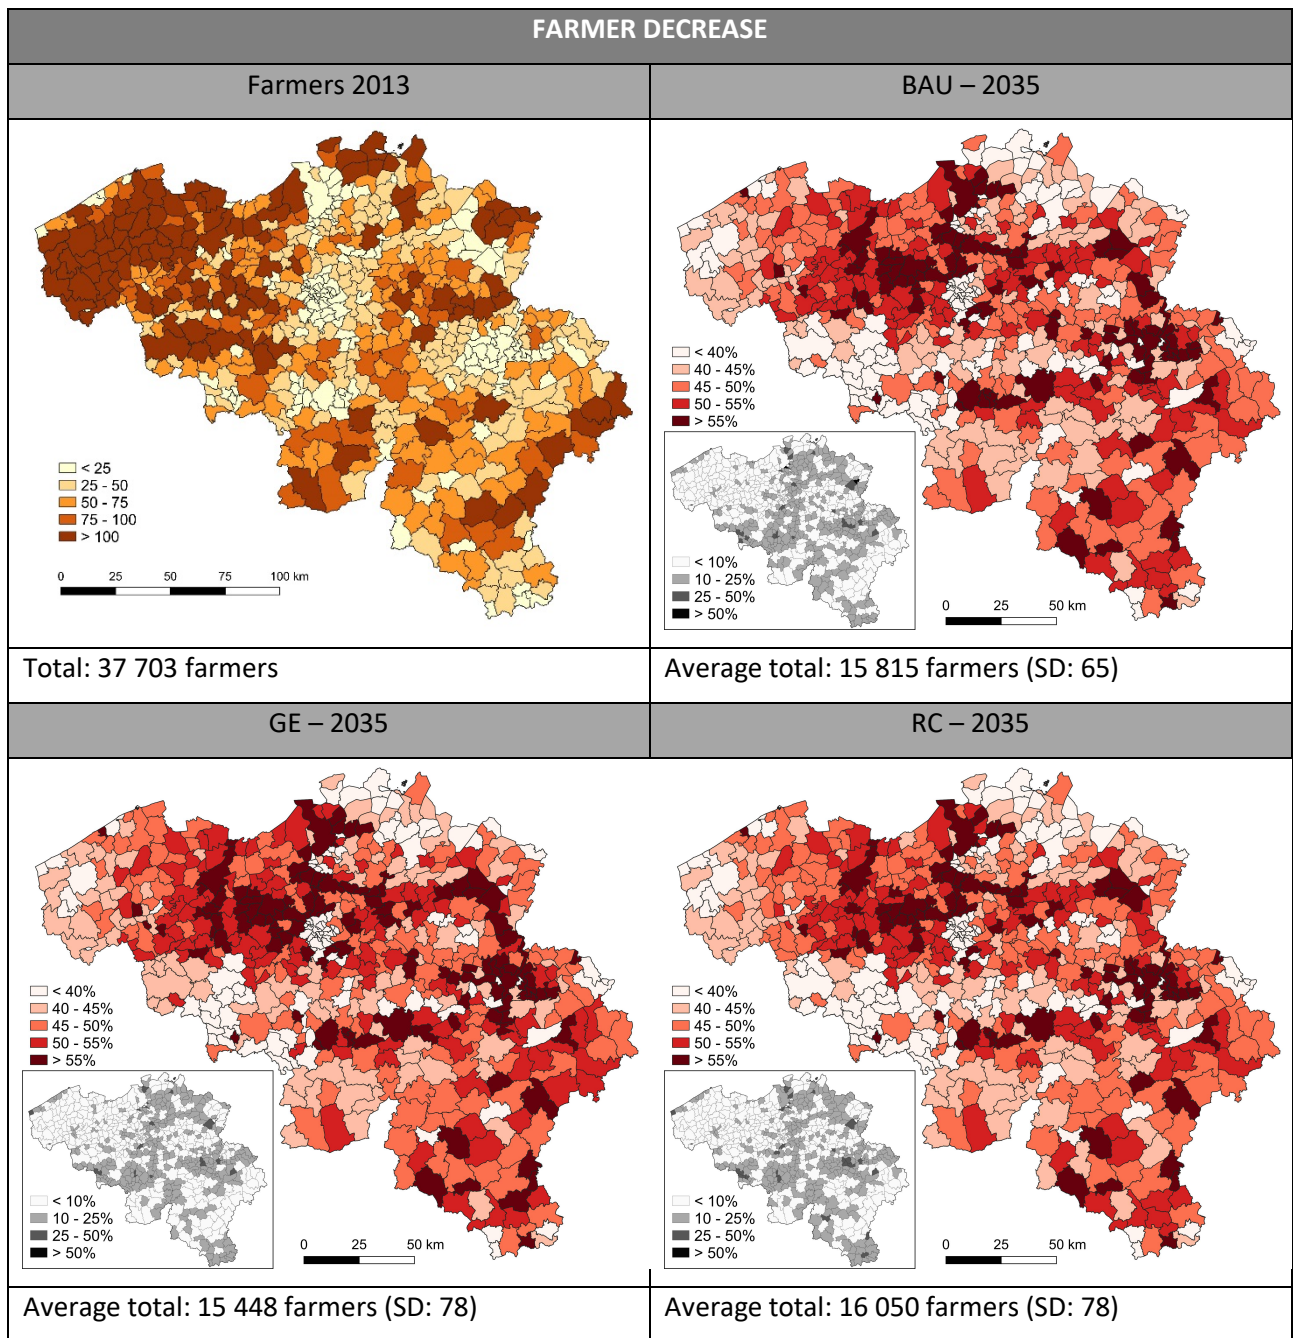 FARMER DECREASE
Farmers 2013
BAU – 2035
< 25
25 - 50
50 - 75
75 - 100
> 100
0 25 50 75 100 km
< 40%
40 - 45%
45 - 50%
50 - 55%
> 55%
< 10%
10 - 25%
25 - 50%
> 50%
0 25 50 km
Total: 37 703 farmers
Average total: 15 815 farmers (SD: 65)
GE – 2035
RC – 2035
< 40%
40 - 45%
45 - 50%
50 - 55%
> 55%
< 10%
10 - 25%
25 - 50%
> 50%
0 25 50 km
< 40%
40 - 45%
45 - 50%
50 - 55%
> 55%
< 10%
10 - 25%
25 - 50%
> 50%
0 25 50 km
Average total: 15 448 farmers (SD: 78)
Average total: 16 050 farmers (SD: 78)